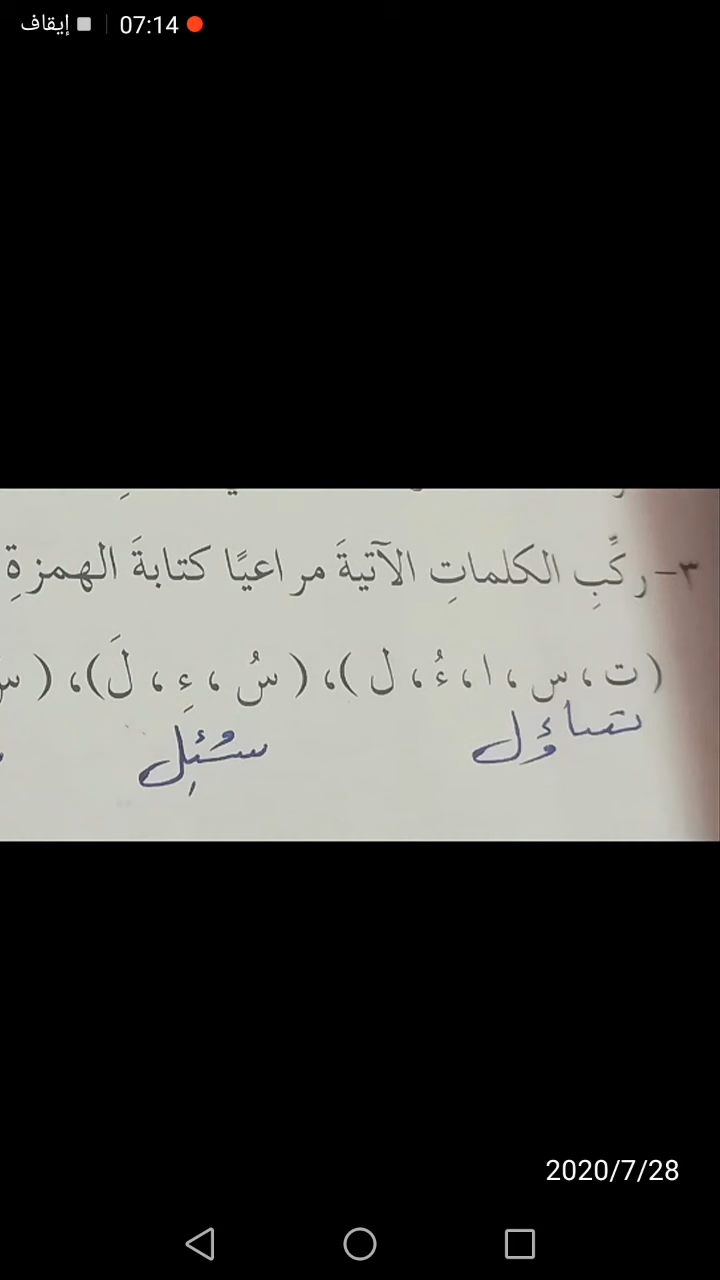 07:14 إيقاف
٣- ركِّبِ الكلماتِ الآتيةَ مراعيًا كتابةَ الهمزةِ
(ت، س، ا، ءُ، ل)، (سُ، ءِ، لَ)، (
تساؤل سُئِل
2020/7/28